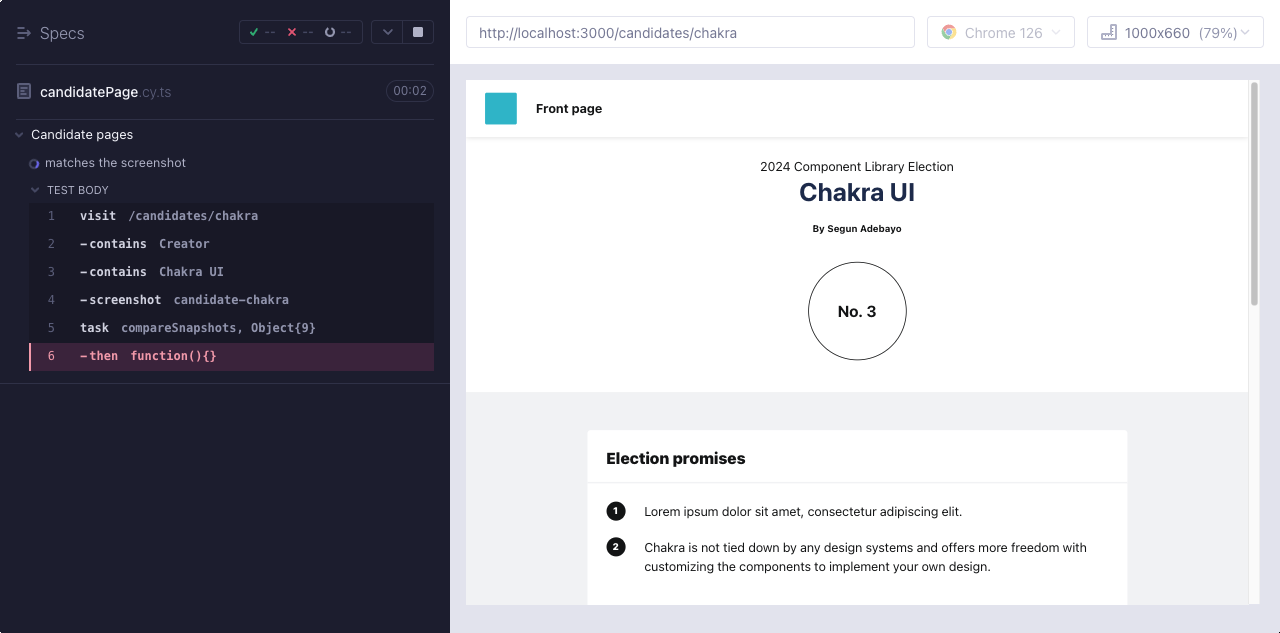 Specs
-- -- --
candidatePage.cy.ts 00:02
Candidate pages
matches the screenshot
TEST BODY
1 visit /candidates/chakra
2 -contains Creator
3 -contains Chakra UI
4 -screenshot candidate-chakra
5 task compareSnapshots, Object{9}
6 -then function(){}
http://localhost:3000/candidates/chakra
Chrome 126
1000x660 (79%)
Front page
2024 Component Library Election
Chakra UI
By Segun Adebayo
No. 3
Election promises
1 Lorem ipsum dolor sit amet, consectetur adipiscing elit.
2 Chakra is not tied down by any design systems and offers more freedom with
customizing the components to implement your own design.